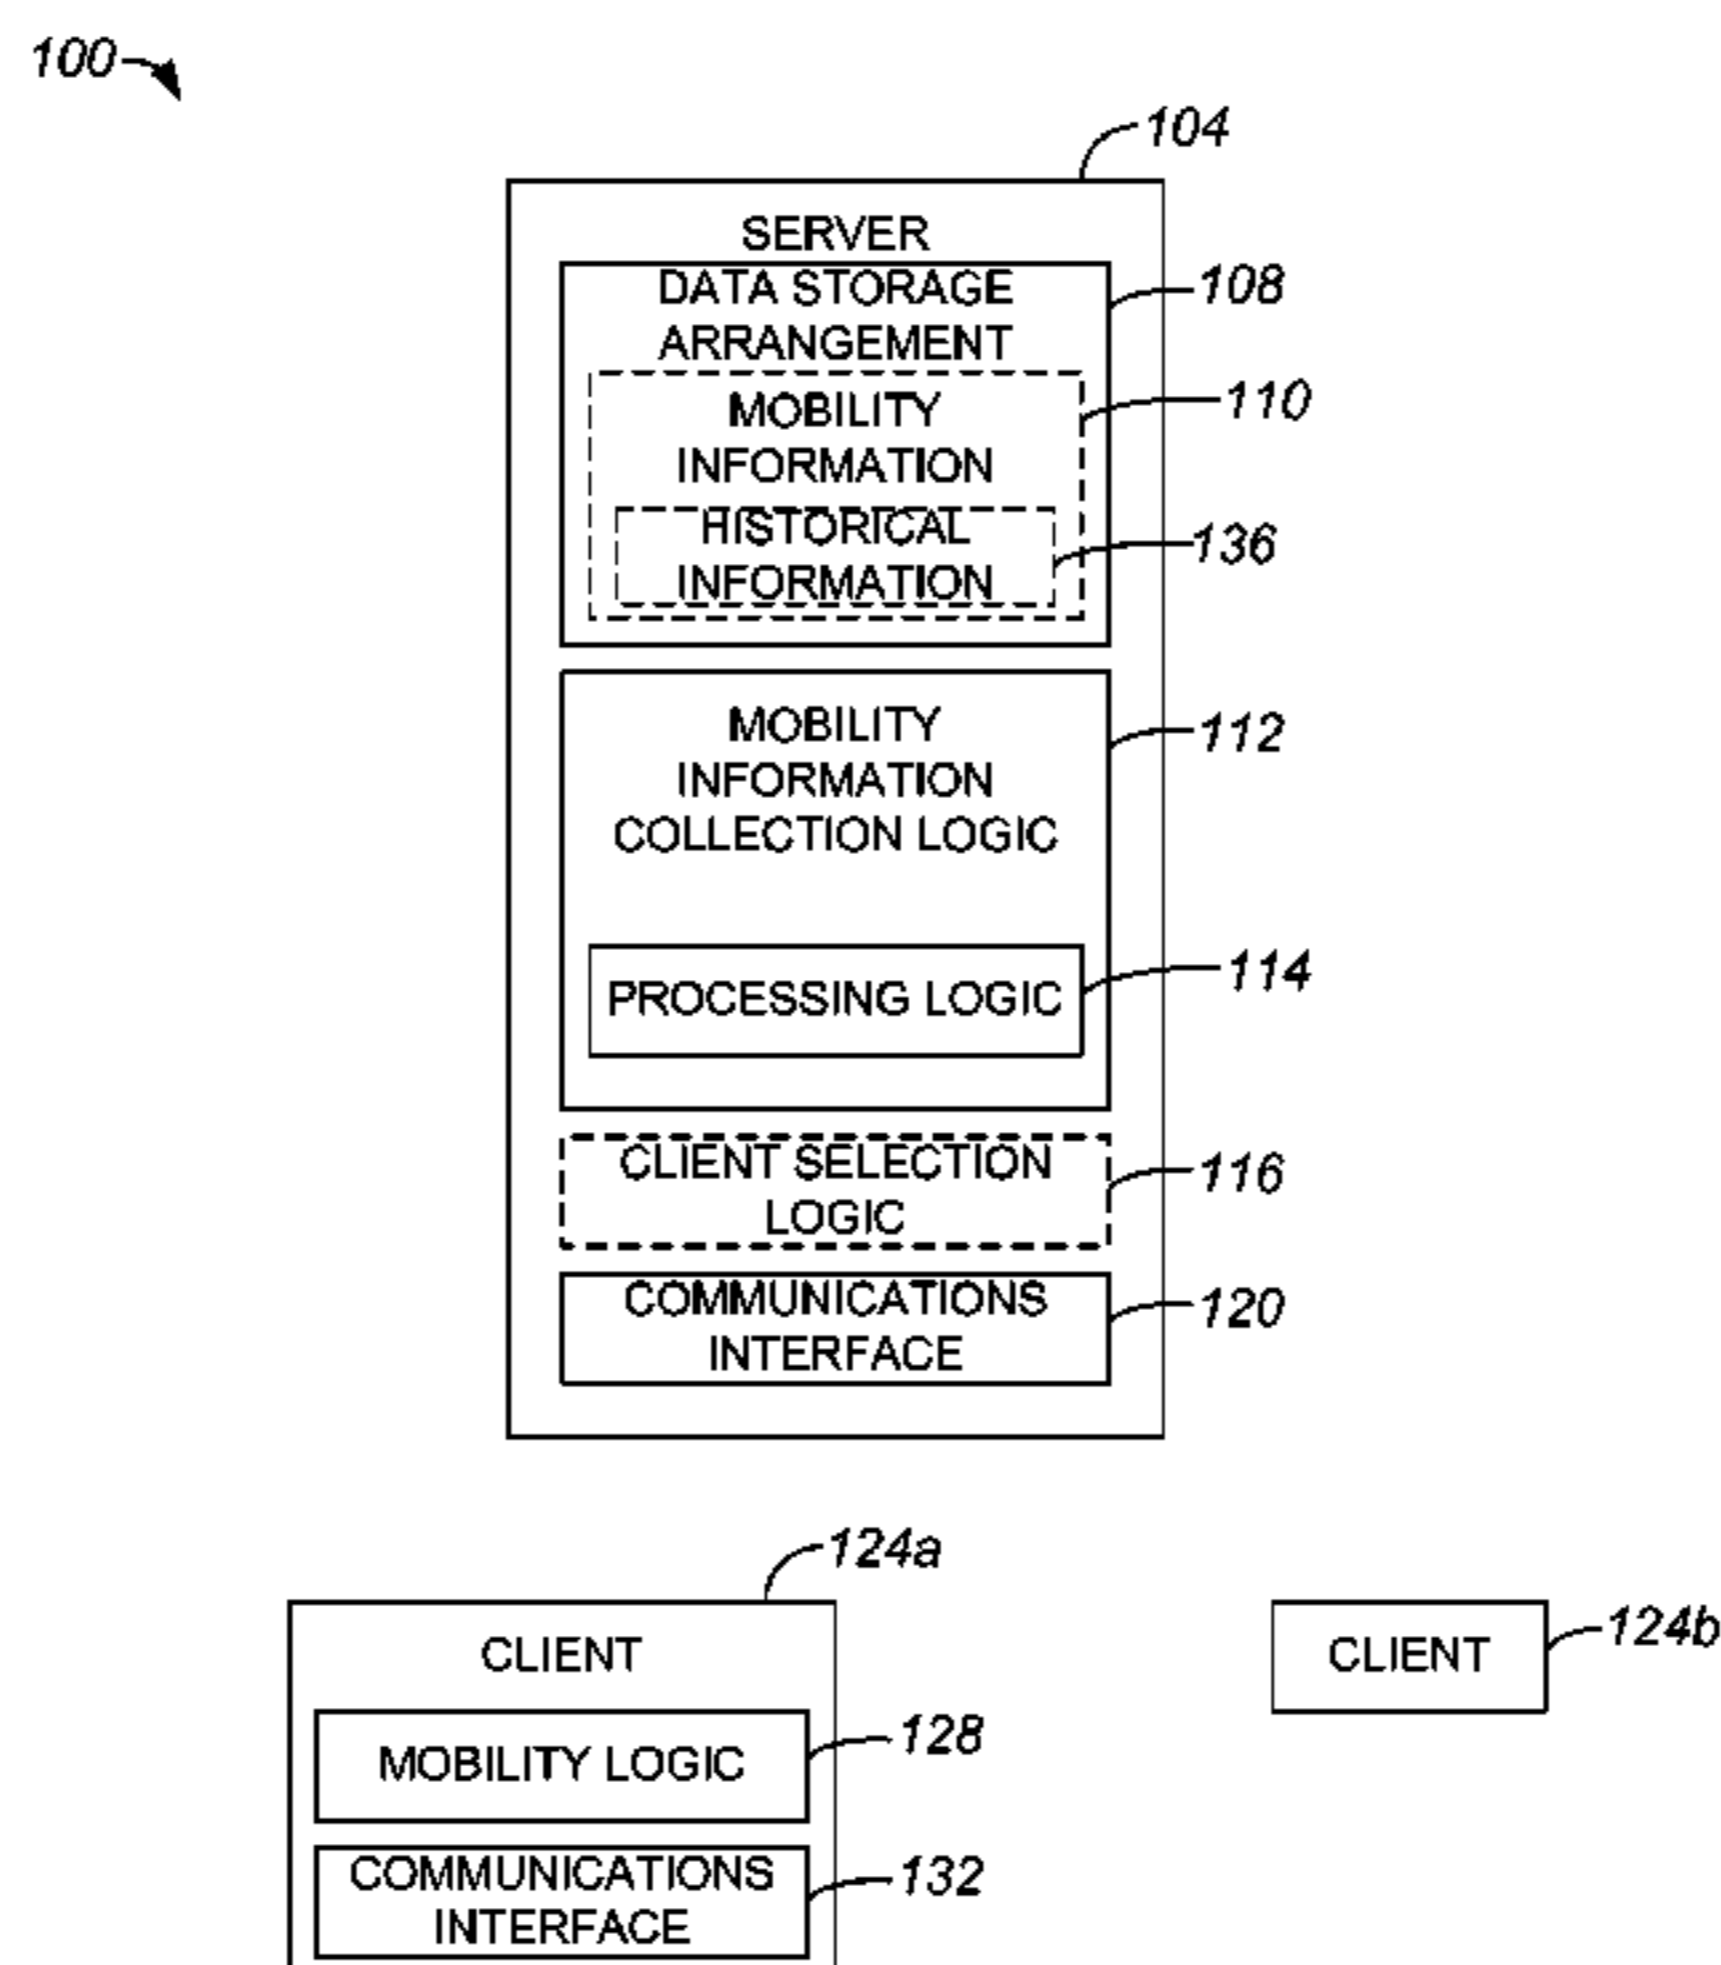 100
104
SERVER
DATA STORAGE
ARRANGEMENT
108
MOBILITY
INFORMATION
110
HISTORICAL
INFORMATION
136
MOBILITY
INFORMATION
COLLECTION LOGIC
112
PROCESSING LOGIC
114
CLIENT SELECTION
LOGIC
116
COMMUNICATIONS
INTERFACE
120
124a
CLIENT
MOBILITY LOGIC
128
COMMUNICATIONS
INTERFACE
132
CLIENT
124b